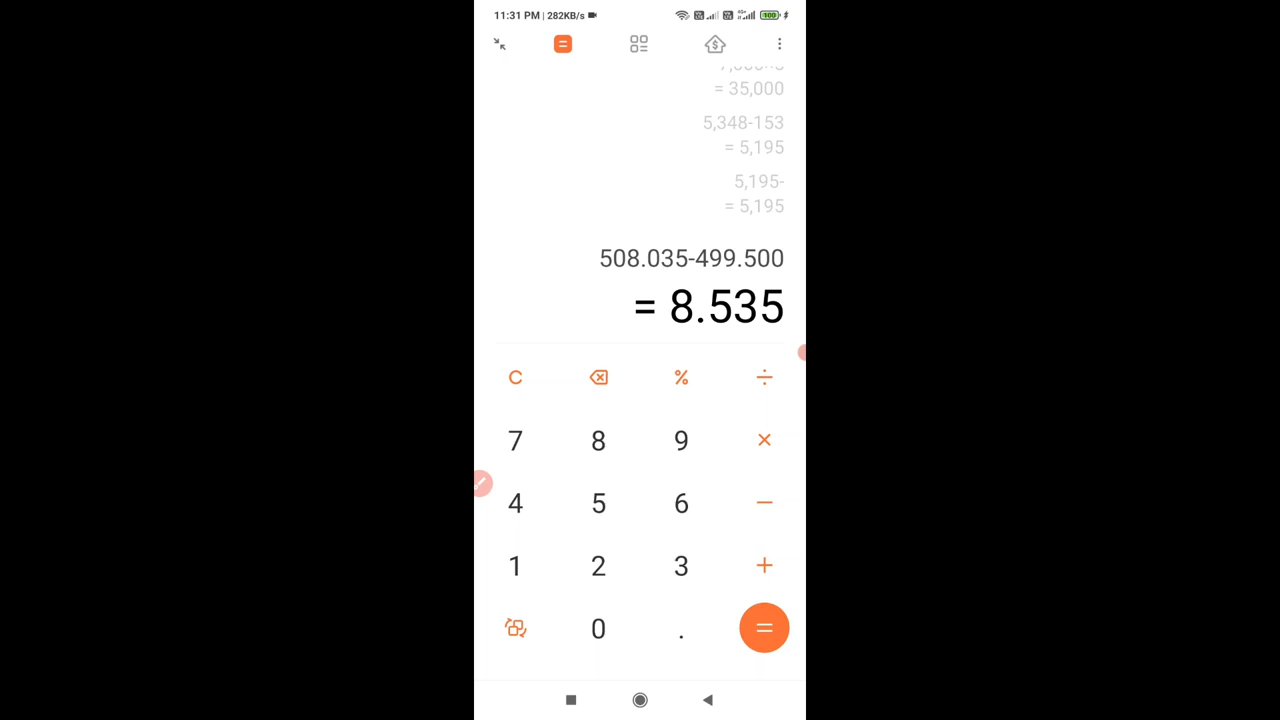 11:31 PM | 282KB/s
100
= 35,000
5,348-153
= 5,195
5,195-
= 5,195
508.035-499.500
= 8.535
C % ÷
7 8 9 ×
4 5 6 −
1 2 3 +
0 . =